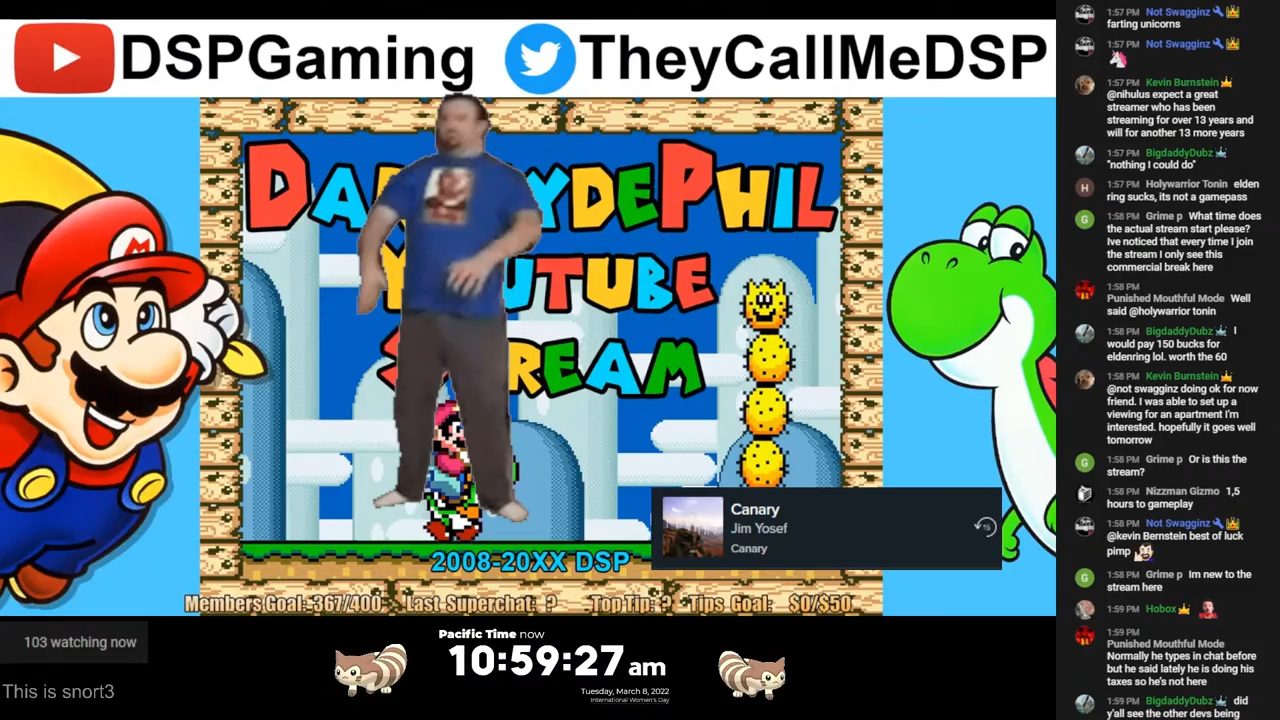 DSPGaming
TheyCallMeDSP
DA YDEPHIL
Y UTUBE
REAM
2008-20XX DSP
Members Goal: 367/400 Last Superchat: ? Top Tip: ? Tips Goal: $0/$50
Canary
Jim Yosef
Canary
15
103 watching now
This is snort3
Pacific Time now
10:59:27 am
Tuesday, March 8, 2022
International Women's Day
1:57 PM Not Swagginz
farting unicorns
1:57 PM Not Swagginz
1:57 PM Kevin Burnstein
@nihulus expect a great
streamer who has been
streaming for over 13 years and
will for another 13 more years
1:57 PM BigdaddyDubz
"nothing I could do"
1:57 PM Holywarrior Tonin elden
ring sucks, its not a gamepass
1:58 PM Grime p What time does
the actual stream start please?
Ive noticed that every time I join
the stream I only see this
commercial break here
1:58 PM
Punished Mouthful Mode Well
said @holywarrior tonin
1:58 PM BigdaddyDubz I
would pay 150 bucks for
eldenring lol. worth the 60
1:58 PM Kevin Burnstein
@not swagginz doing ok for now
friend. I was able to set up a
viewing for an apartment I'm
interested. hopefully it goes well
tomorrow
1:58 PM Grime p Or is this the
stream?
1:58 PM Nizzman Gizmo 1,5
hours to gameplay
1:58 PM Not Swagginz
@kevin Bernstein best of luck
pimp
1:58 PM Grime p Im new to the
stream here
1:59 PM Hobox
1:59 PM
Punished Mouthful Mode
Normally he types in chat before
but he said lately he is doing his
taxes so he's not here
1:59 PM BigdaddyDubz did
y'all see the other devs being